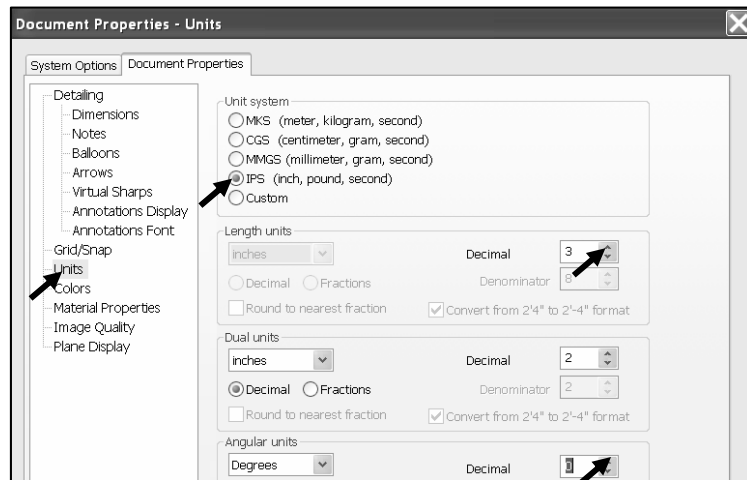 Document Properties - Units
System Options Document Properties
Detailing
Dimensions
Notes
Balloons
Arrows
Virtual Sharps
Annotations Display
Annotations Font
Grid/Snap
Units
Colors
Material Properties
Image Quality
Plane Display
Unit system
MKS (meter, kilogram, second)
CGS (centimeter, gram, second)
MMGS (millimeter, gram, second)
IPS (inch, pound, second)
Custom
Length units
inches Decimal 3
Decimal Fractions Denominator 8
Round to nearest fraction Convert from 2'4" to 2'-4" format
Dual units
inches Decimal 2
Decimal Fractions Denominator 2
Round to nearest fraction Convert from 2'4" to 2'-4" format
Angular units
Degrees Decimal 0